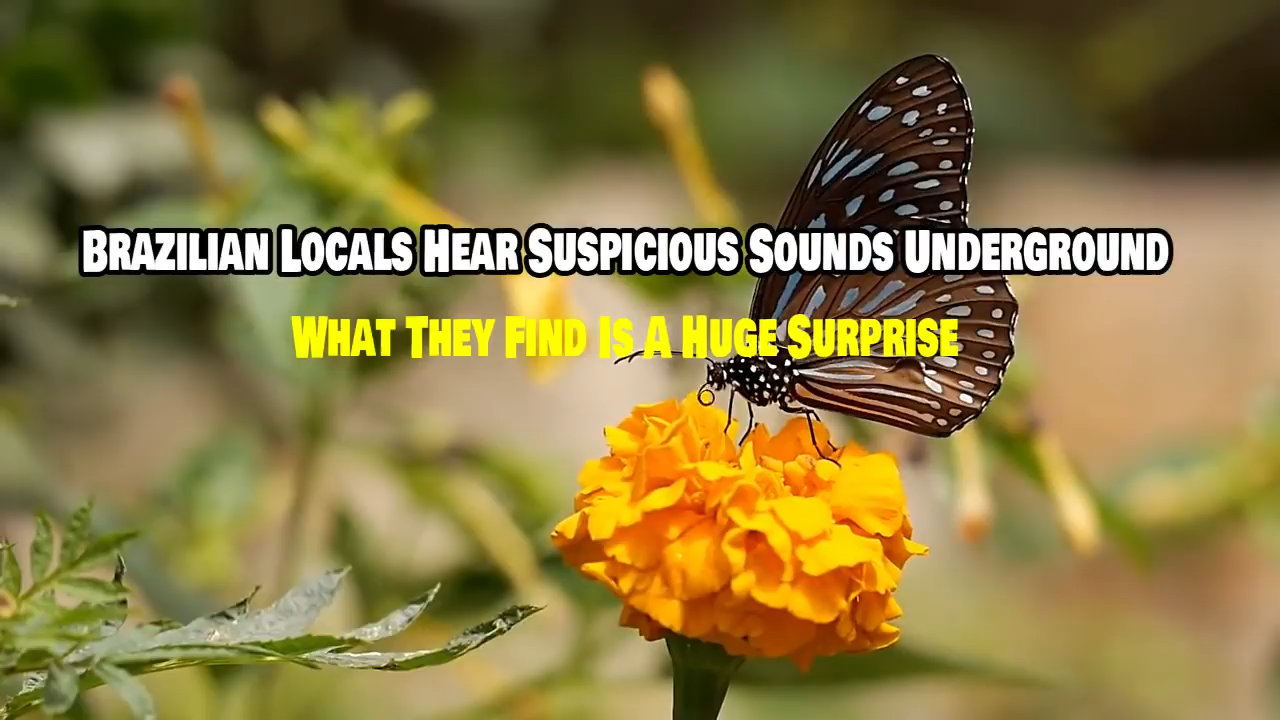 Brazilian Locals Hear Suspicious Sounds Underground
What They Find Is A Huge Surprise